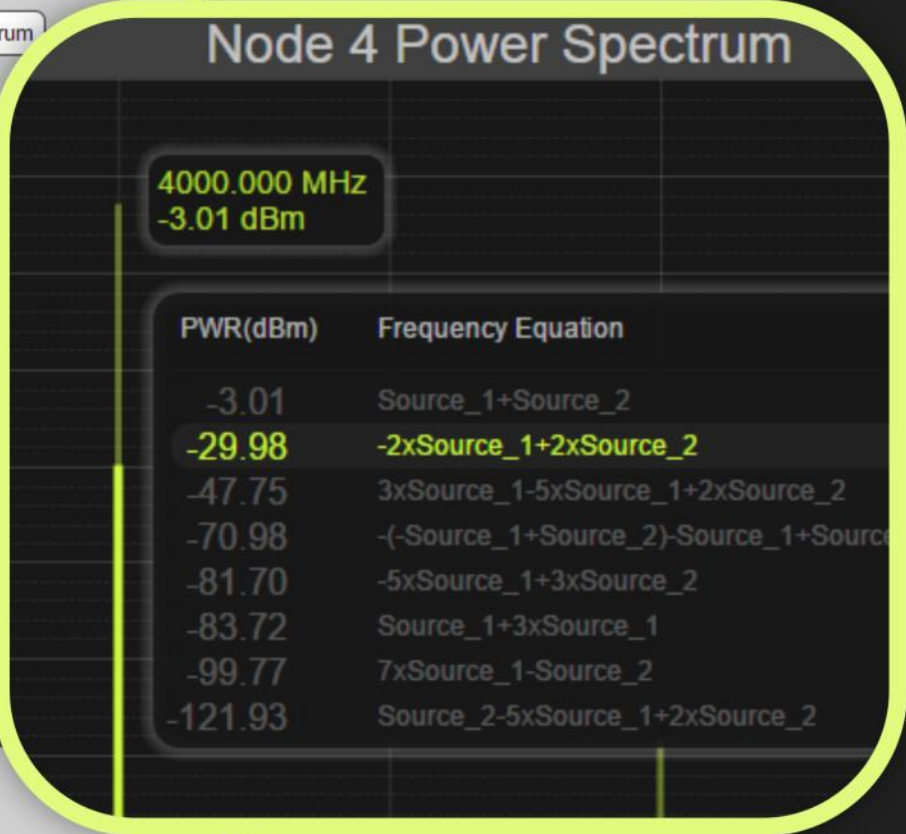 rum
Node 4 Power Spectrum
4000.000 MHz
-3.01 dBm
PWR(dBm) Frequency Equation
-3.01 Source_1+Source_2
-29.98 -2xSource_1+2xSource_2
-47.75 3xSource_1-5xSource_1+2xSource_2
-70.98 -(-Source_1+Source_2)-Source_1+Source
-81.70 -5xSource_1+3xSource_2
-83.72 Source_1+3xSource_1
-99.77 7xSource_1-Source_2
-121.93 Source_2-5xSource_1+2xSource_2